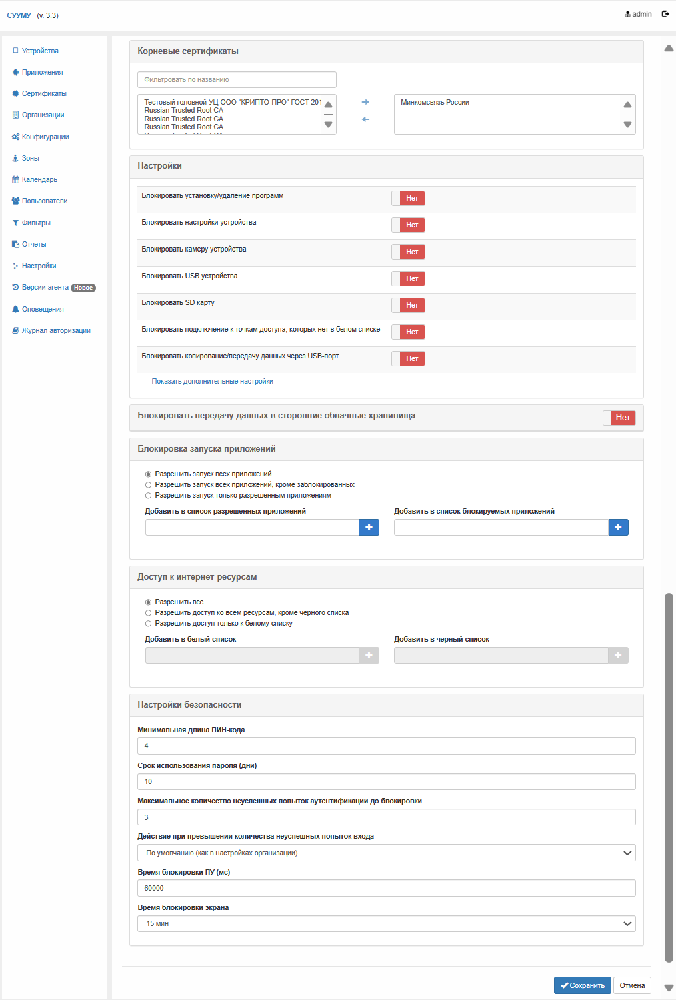 СУУМУ (v. 3.3)
admin
Устройства
Приложения
Сертификаты
Организации
Конфигурации
Зоны
Календарь
Пользователи
Фильтры
Отчеты
Настройки
Версии агента Новое
Оповещения
Журнал авторизации
Корневые сертификаты
Фильтровать по названию
Тестовый головной УЦ ООО "КРИПТО-ПРО" ГОСТ 201
Russian Trusted Root CA
Russian Trusted Root CA
Russian Trusted Root CA
Russian Trusted Root CA
Минкомсвязь России
Настройки
Блокировать установку/удаление программ Нет
Блокировать настройки устройства Нет
Блокировать камеру устройства Нет
Блокировать USB устройства Нет
Блокировать SD карту Нет
Блокировать подключение к точкам доступа, которых нет в белом списке Нет
Блокировать копирование/передачу данных через USB-порт Нет
Показать дополнительные настройки
Блокировать передачу данных в сторонние облачные хранилища Нет
Блокировка запуска приложений
Разрешить запуск всех приложений
Разрешить запуск всех приложений, кроме заблокированных
Разрешить запуск только разрешенным приложениям
Добавить в список разрешенных приложений
Добавить в список блокируемых приложений
Доступ к интернет-ресурсам
Разрешить все
Разрешить доступ ко всем ресурсам, кроме черного списка
Разрешить доступ только к белому списку
Добавить в белый список
Добавить в черный список
Настройки безопасности
Минимальная длина ПИН-кода
4
Срок использования пароля (дни)
10
Максимальное количество неуспешных попыток аутентификации до блокировки
3
Действие при превышении количества неуспешных попыток входа
По умолчанию (как в настройках организации)
Время блокировки ПУ (мс)
60000
Время блокировки экрана
15 мин
Сохранить
Отмена